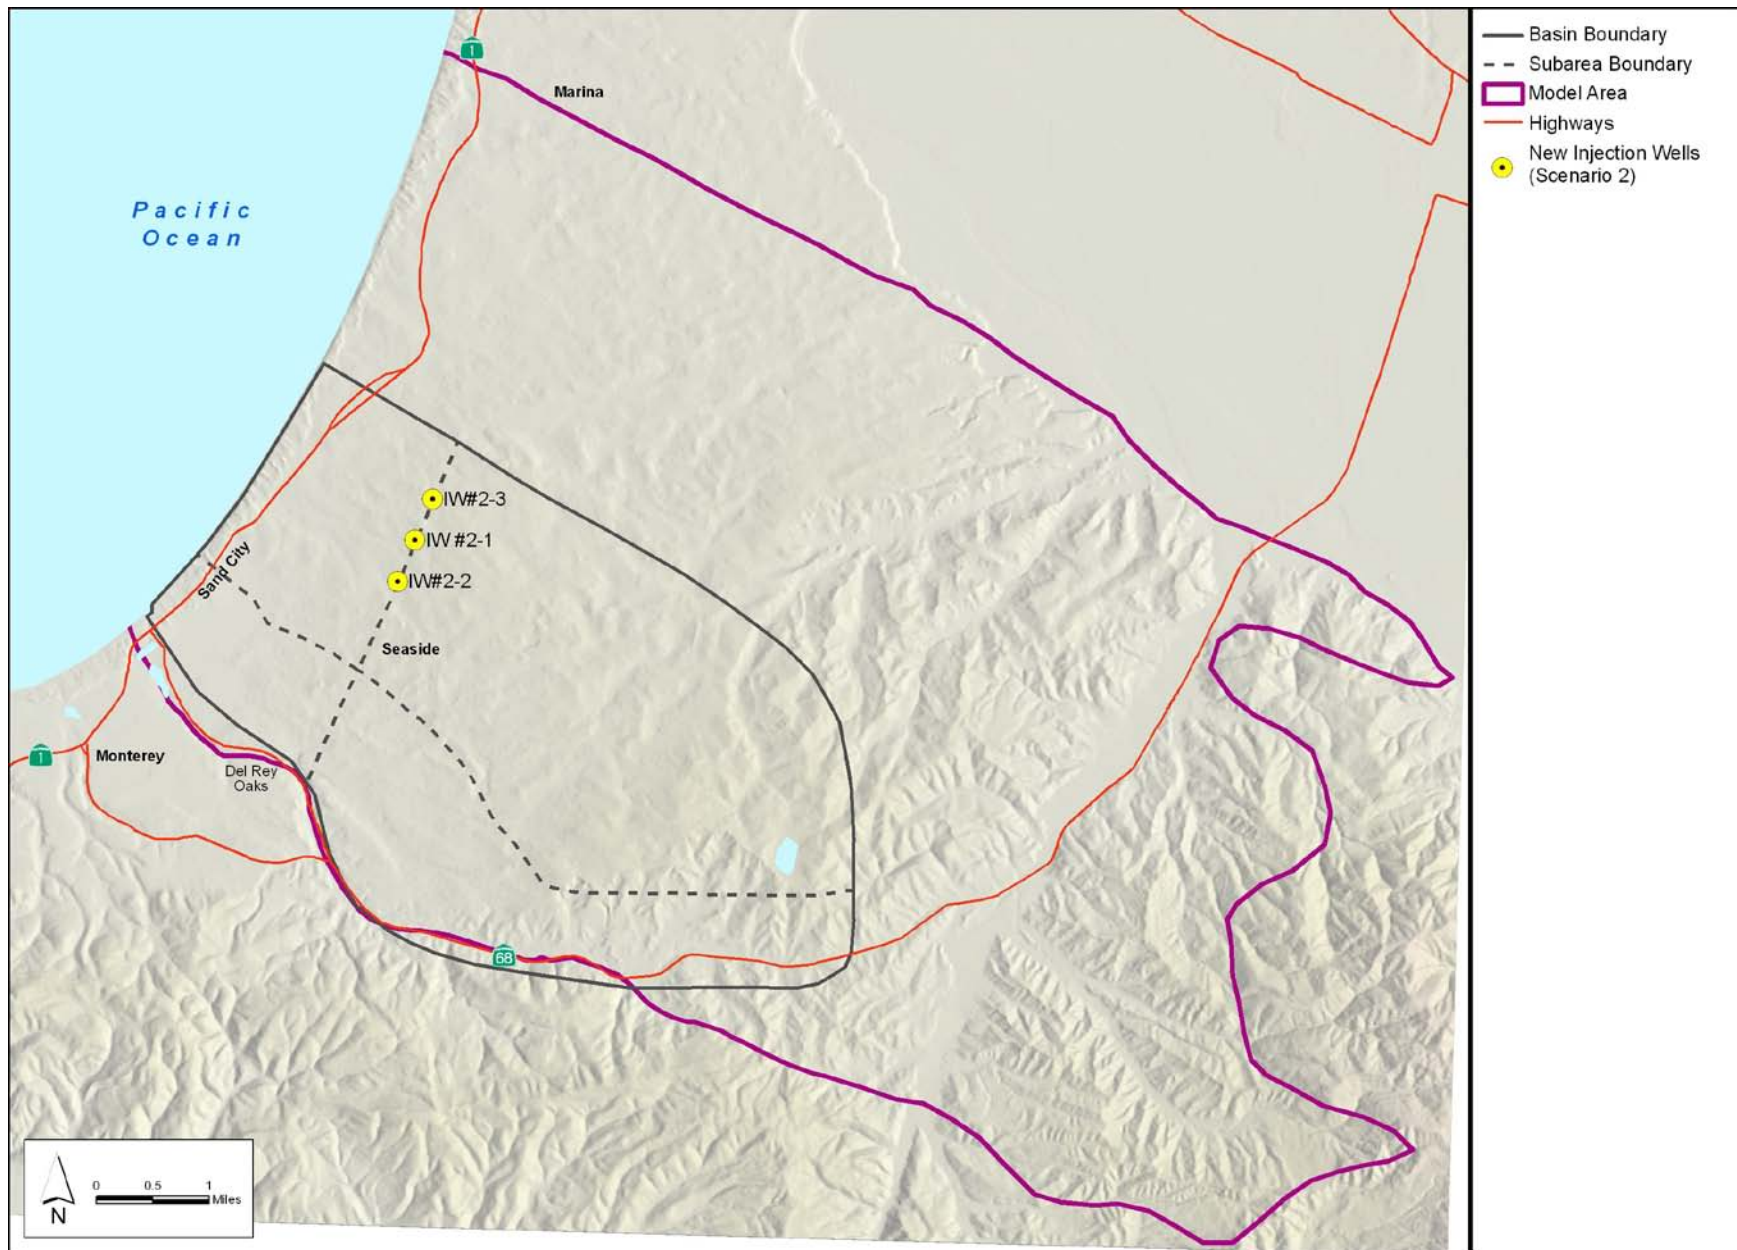 1
Marina
Pacific
Ocean
IW#2-3
IW #2-1
IW#2-2
Sand City
Seaside
Monterey
1
Del Rey
Oaks
68
0 0.5 1
Miles
N
Basin Boundary
Subarea Boundary
Model Area
Highways
New Injection Wells
(Scenario 2)